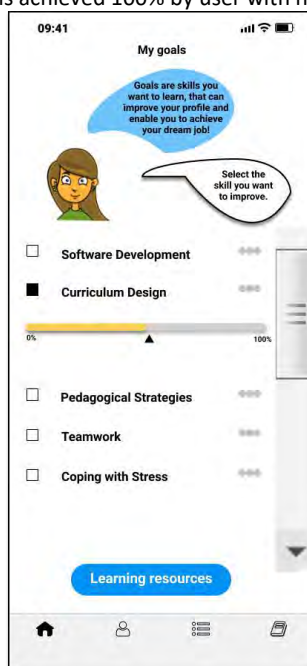 s achieved 100% by user with
09:41
My goals
Goals are skills you
want to learn, that can
improve your profile and
enable you to achieve
your dream job!
Select the
skill you want
to improve.
Software Development
Curriculum Design
0%
100%
Pedagogical Strategies
Teamwork
Coping with Stress
Learning resources